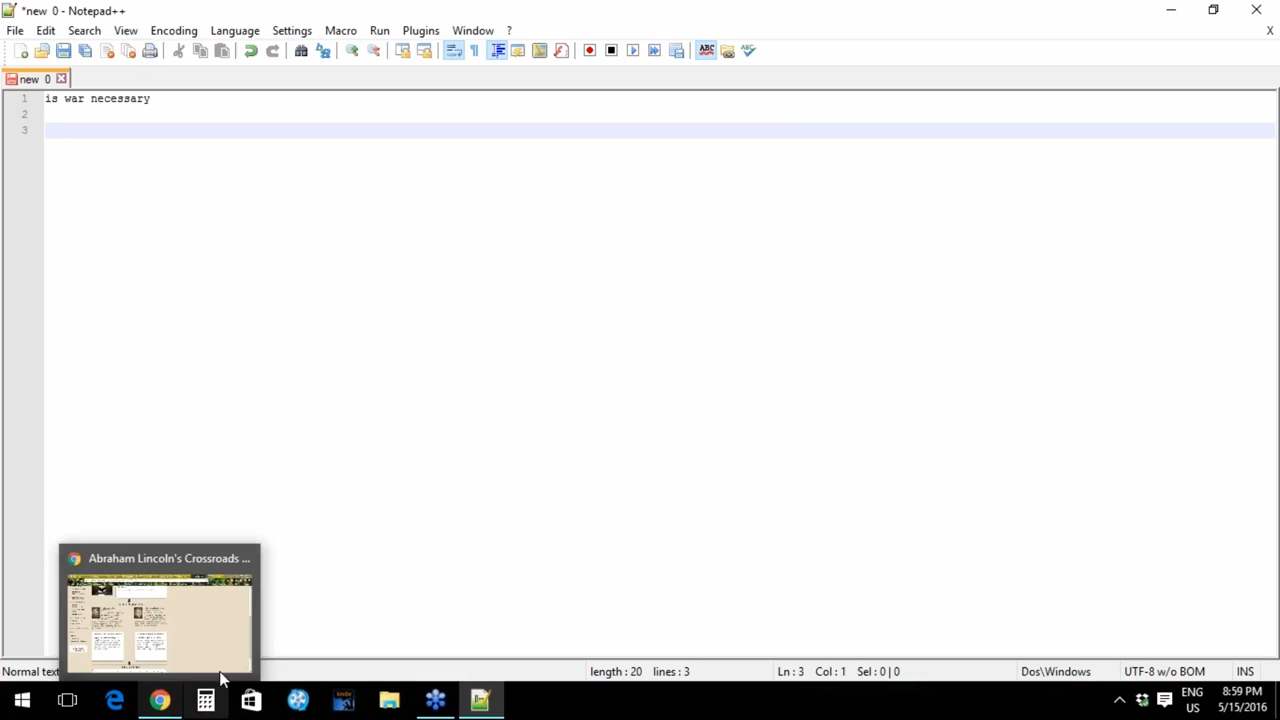 *new 0 - Notepad++
File Edit Search View Encoding Language Settings Macro Run Plugins Window ? X
new 0
1 is war necessary
2
3
Abraham Lincoln's Crossroads ...
Normal text
length : 20 lines : 3 Ln : 3 Col : 1 Sel : 0 | 0 Dos\Windows UTF-8 w/o BOM INS
ENG 8:59 PM
US 5/15/2016